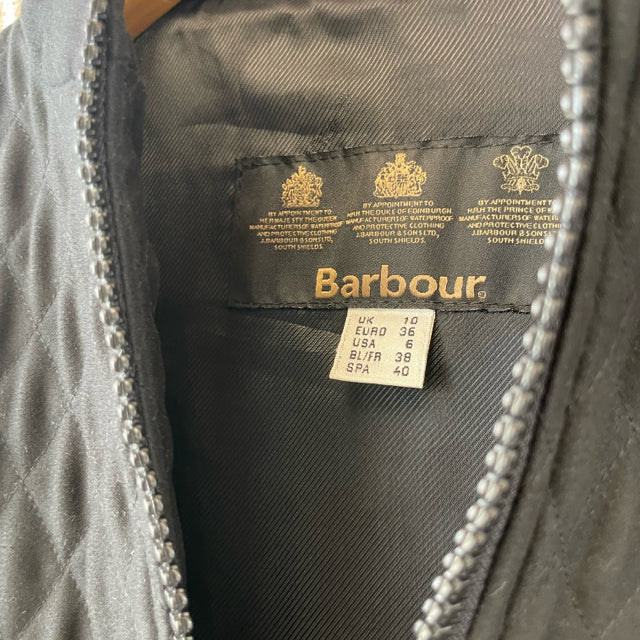 BY APPOINTMENT TO
HER MAJESTY THE QUEEN
MANUFACTURERS OF WATERPROOF
AND PROTECTIVE CLOTHING
J.BARBOUR & SONS LTD,
SOUTH SHIELDS.
BY APPOINTMENT TO
H.R.H. THE DUKE OF EDINBURGH
MANUFACTURERS OF WATERPROOF
AND PROTECTIVE CLOTHING
J.BARBOUR & SONS LTD,
SOUTH SHIELDS.
BY APPOINTMENT TO
H.R.H. THE PRINCE OF
MANUFACTURERS OF WATERPR
AND PROTECTIVE CLOTHING
J.BARBOUR & SONS
SOUTH SHIELDS
Barbour
UK 10
EURO 36
USA 6
BL/FR 38
SPA 40